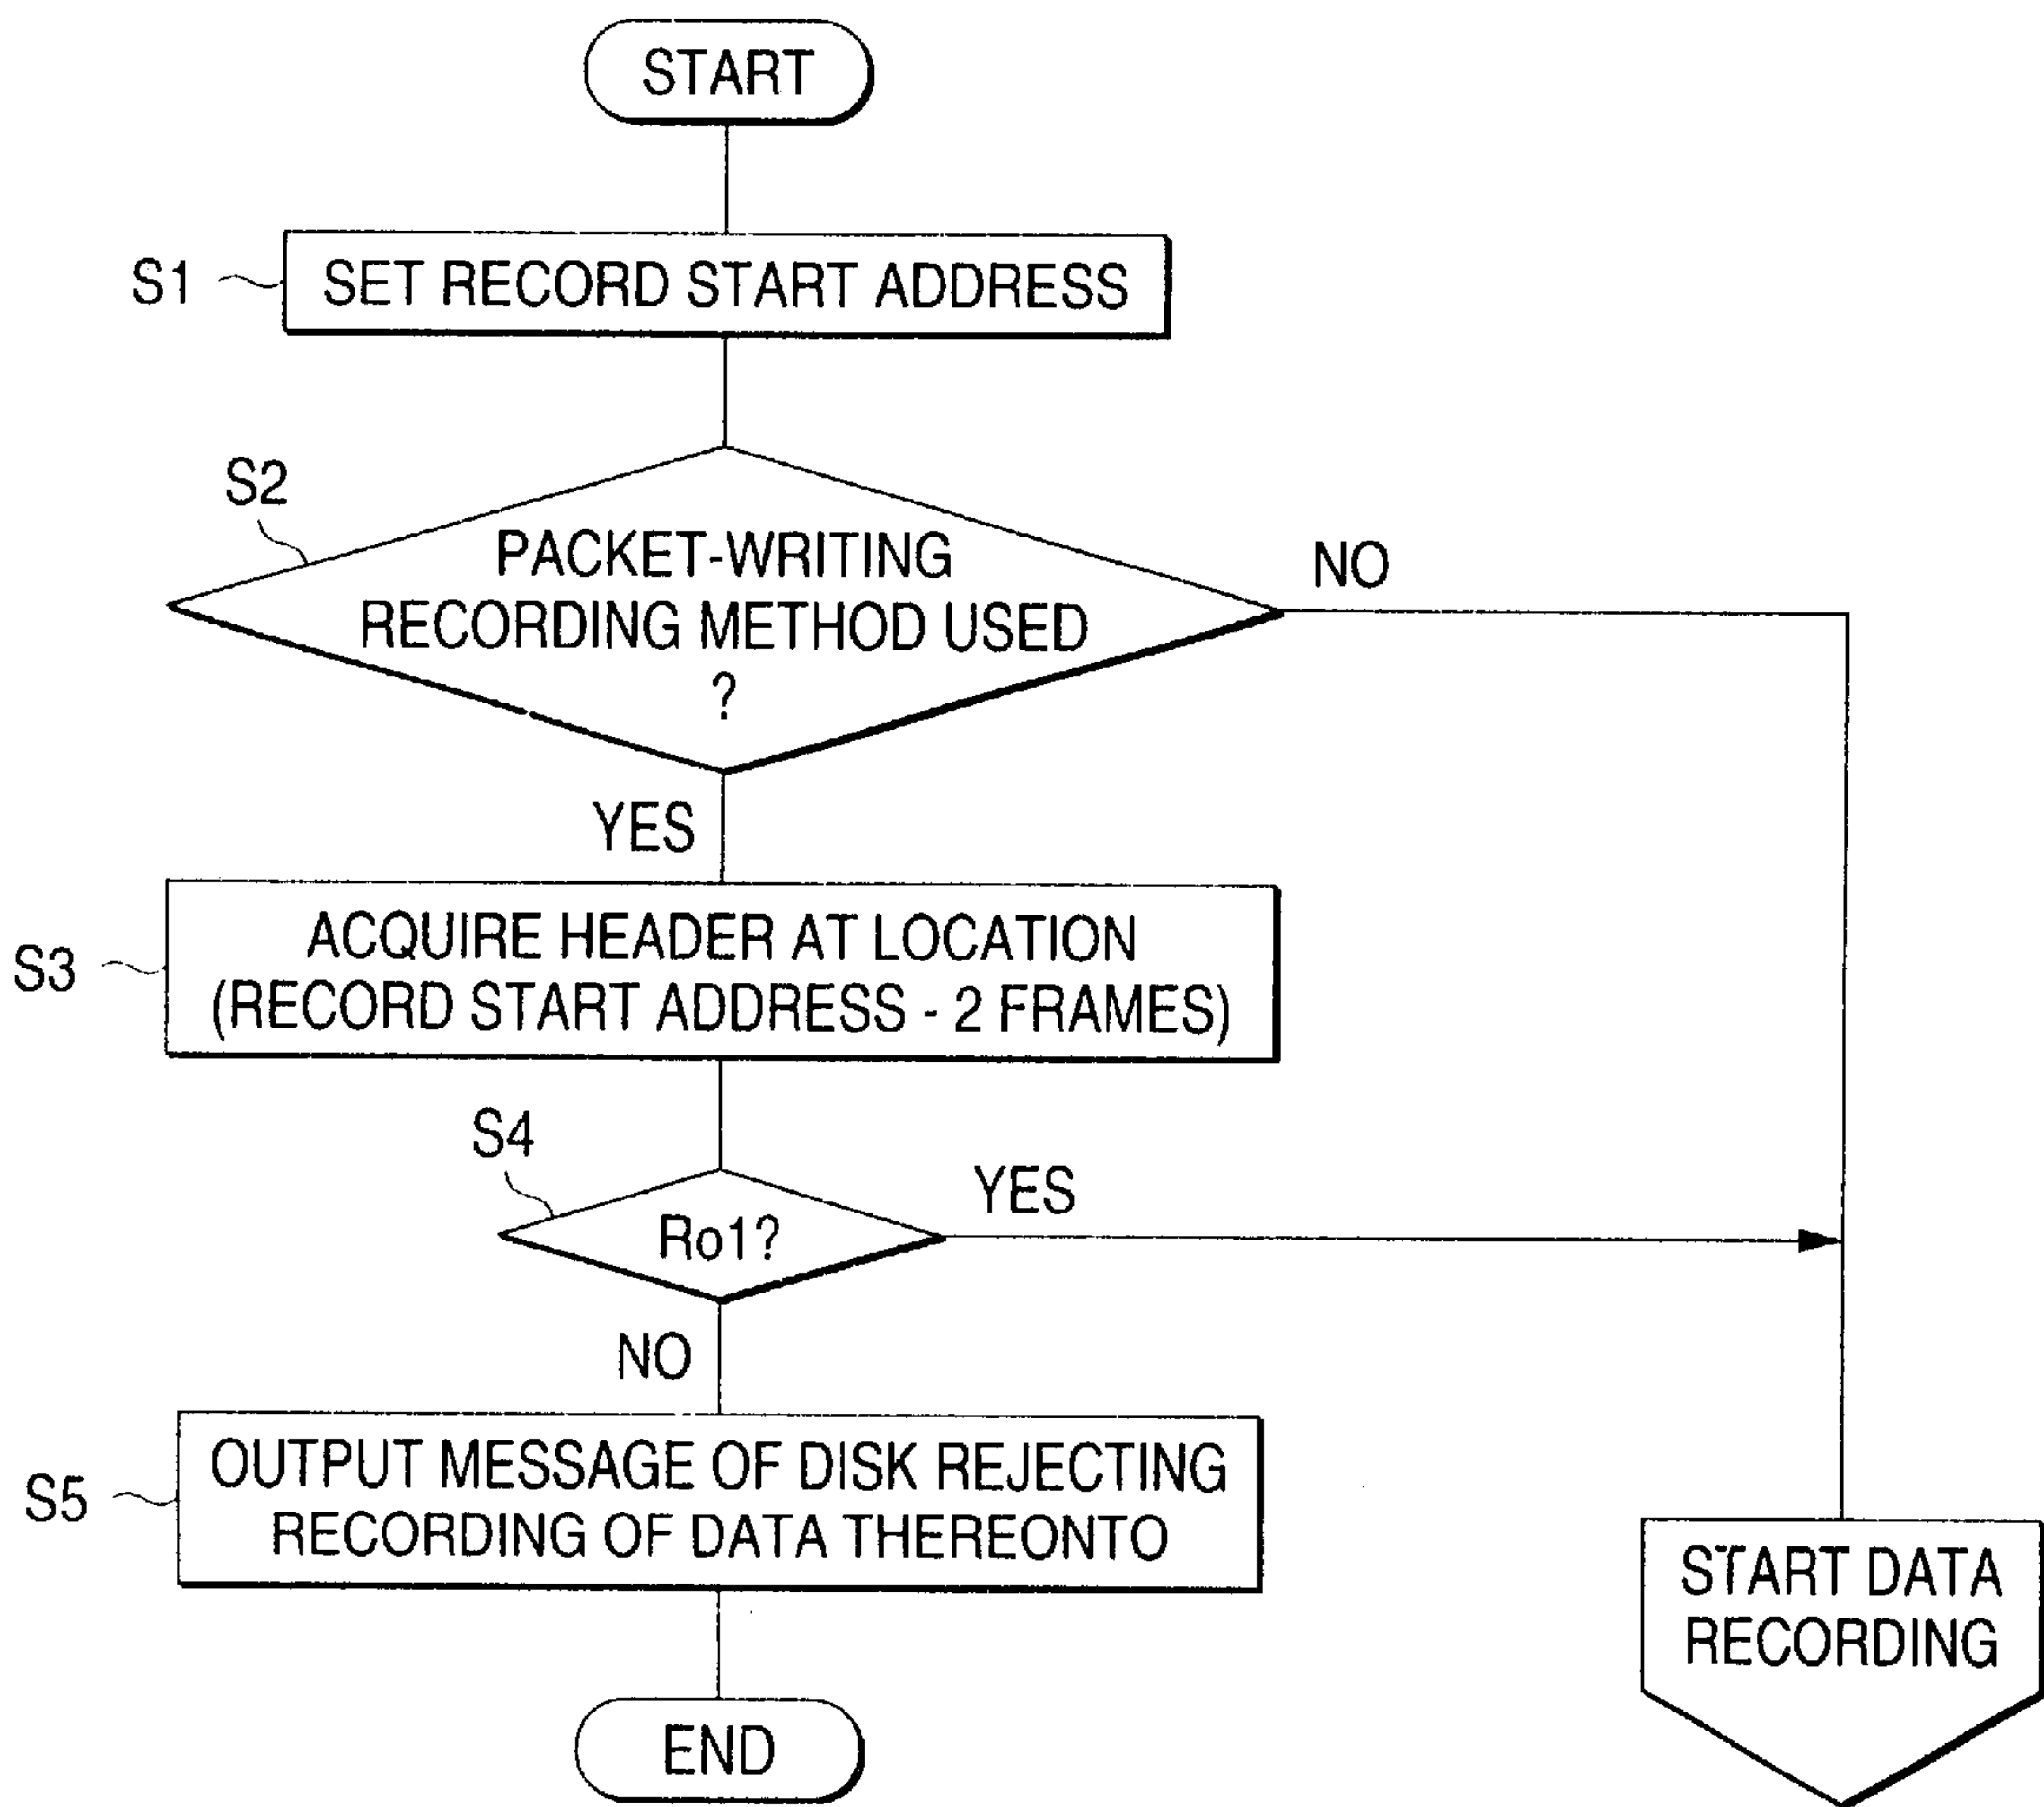 START
S1
SET RECORD START ADDRESS
S2
PACKET-WRITING
RECORDING METHOD USED
?
NO
YES
S3
ACQUIRE HEADER AT LOCATION
(RECORD START ADDRESS - 2 FRAMES)
S4
Ro1?
YES
NO
S5
OUTPUT MESSAGE OF DISK REJECTING
RECORDING OF DATA THEREONTO
START DATA
RECORDING
END